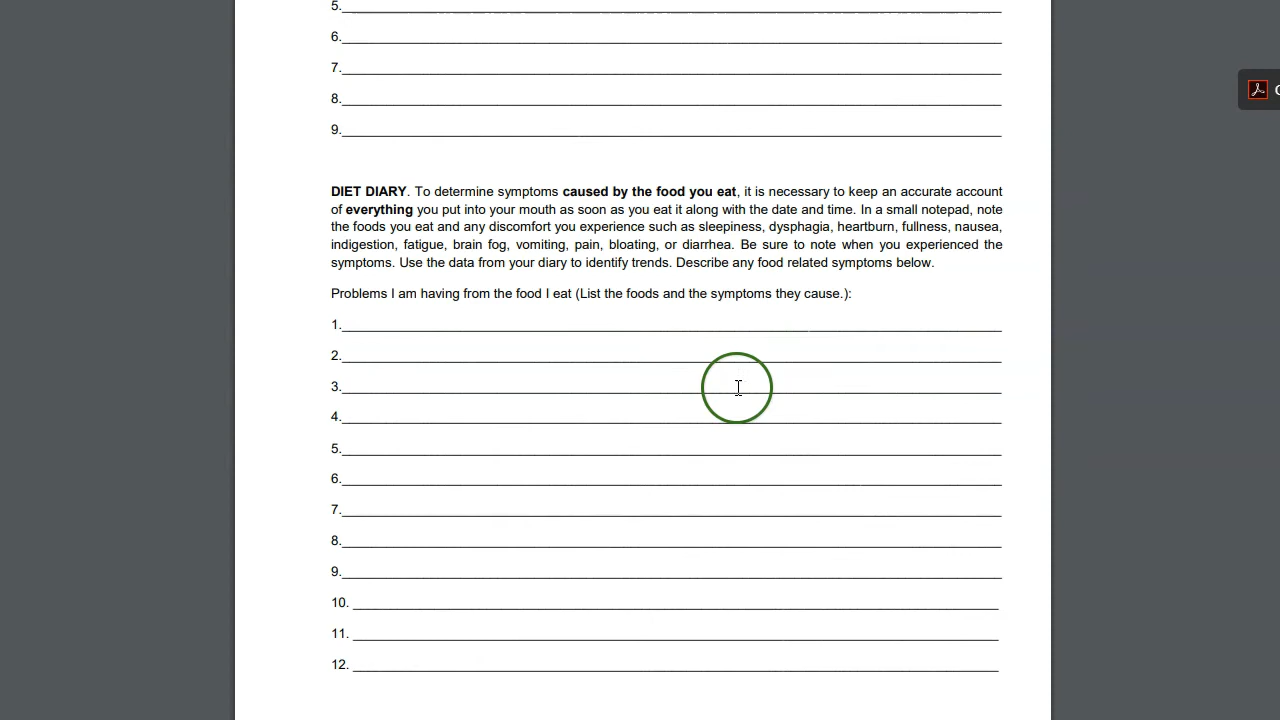 5.
6.
7.
8.
9.
DIET DIARY. To determine symptoms caused by the food you eat, it is necessary to keep an accurate account
of everything you put into your mouth as soon as you eat it along with the date and time. In a small notepad, note
the foods you eat and any discomfort you experience such as sleepiness, dysphagia, heartburn, fullness, nausea,
indigestion, fatigue, brain fog, vomiting, pain, bloating, or diarrhea. Be sure to note when you experienced the
symptoms. Use the data from your diary to identify trends. Describe any food related symptoms below.
Problems I am having from the food I eat (List the foods and the symptoms they cause.):
1.
2.
3.
4.
5.
6.
7.
8.
9.
10.
11.
12.